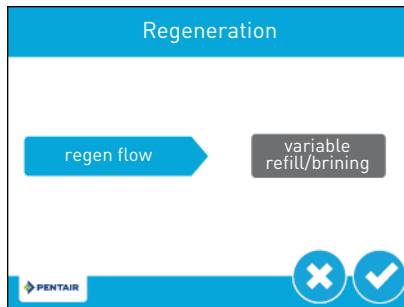 Regeneration
regen flow
variable
refill/brining
PENTAIR